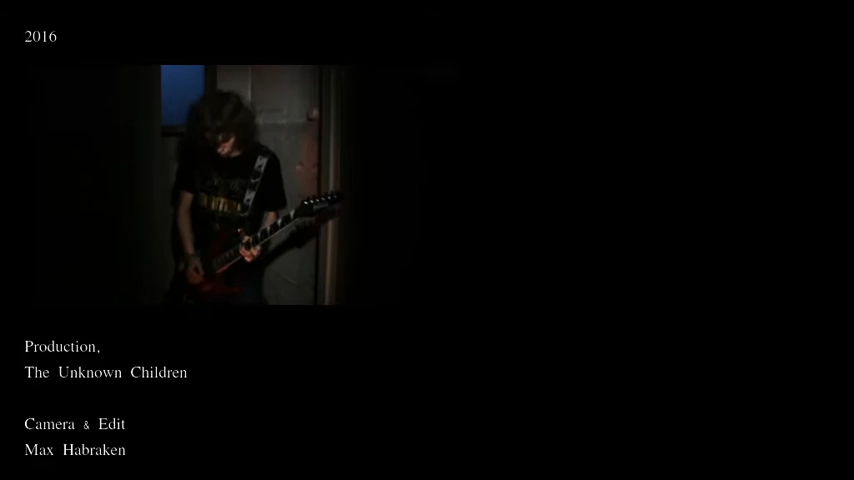 2016
Production,
The Unknown Children
Camera & Edit
Max Habraken